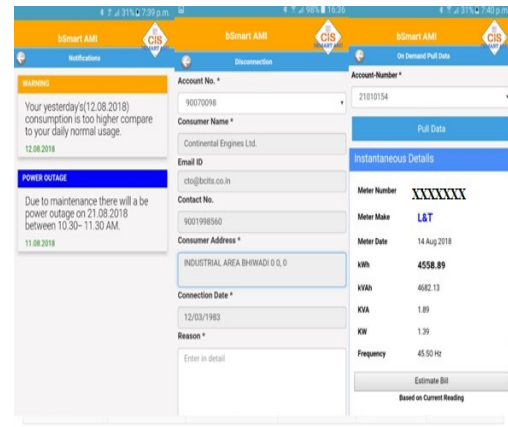 31% 7:39 p.m.
bSmart AMI
CIS
Notifications
WARNING
Your yesterday's(12.08.2018)
consumption is too higher compare
to your daily normal usage.
12.08.2018
POWER OUTAGE
Due to maintenance there will a be
power outage on 21.08.2018
between 10.30– 11.30 AM.
11.08.2018
98% 16:36
bSmart AMI
CIS
Disconnection
Account No. *
90070098
Consumer Name *
Continental Engines Ltd.
Email ID
cto@bcits.co.in
Contact No.
9001998560
Consumer Address *
INDUSTRIAL AREA BHIWADI 0 0, 0
Connection Date *
12/03/1983
Reason *
Enter in detail
31% 7:40 p.m.
bSmart AMI
CIS
On Demand Pull Data
Account-Number *
21010154
Pull Data
Instantaneous Details
Meter Number XXXXXXX
Meter Make L&T
Meter Date 14 Aug 2018
kWh 4558.89
kVAh 4682.13
KVA 1.89
KW 1.39
Frequency 45.50 Hz
Estimate Bill
Based on Current Reading